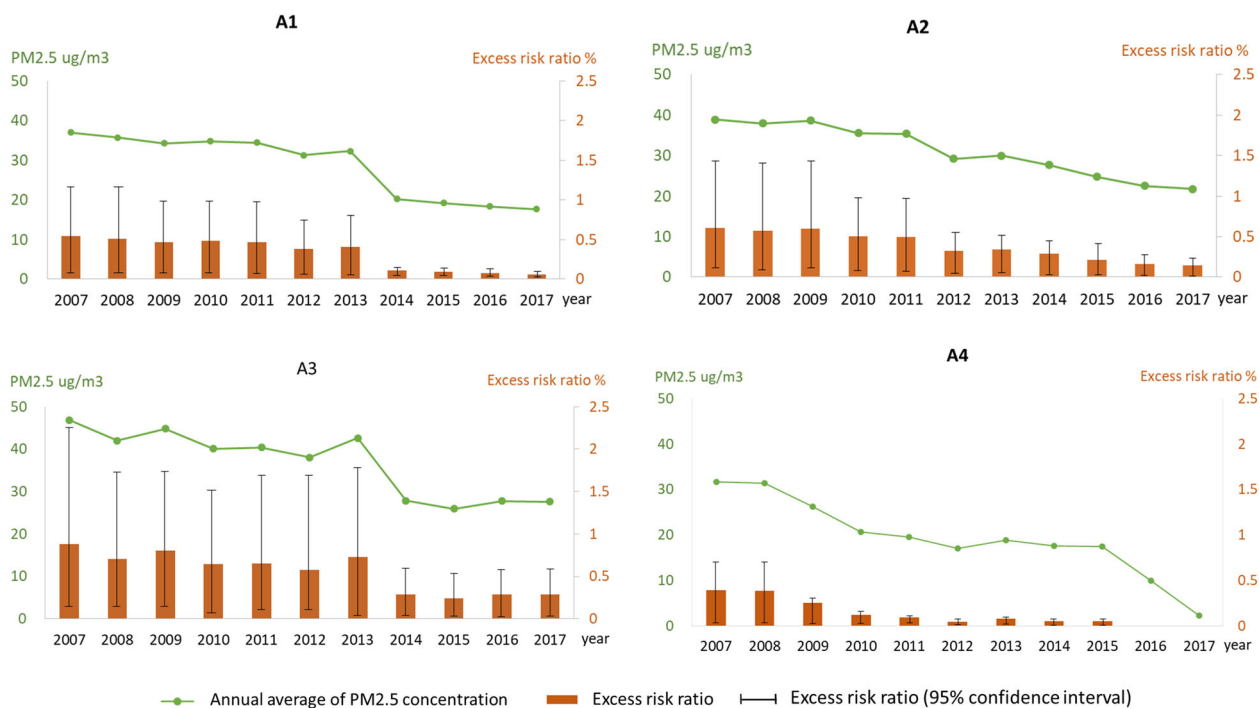 A1
PM2.5 ug/m3 Excess risk ratio %
50 2.5
40 2
30 1.5
20 1
10 0.5
0 0
2007 2008 2009 2010 2011 2012 2013 2014 2015 2016 2017 year
A2
PM2.5 ug/m3 Excess risk ratio %
50 2.5
40 2
30 1.5
20 1
10 0.5
0 0
2007 2008 2009 2010 2011 2012 2013 2014 2015 2016 2017 year
A3
PM2.5 ug/m3 Excess risk ratio %
50 2.5
40 2
30 1.5
20 1
10 0.5
0 0
2007 2008 2009 2010 2011 2012 2013 2014 2015 2016 2017 year
A4
PM2.5 ug/m3 Excess risk ratio %
50 2.5
40 2
30 1.5
20 1
10 0.5
0 0
2007 2008 2009 2010 2011 2012 2013 2014 2015 2016 2017 year
Annual average of PM2.5 concentration Excess risk ratio Excess risk ratio (95% confidence interval)